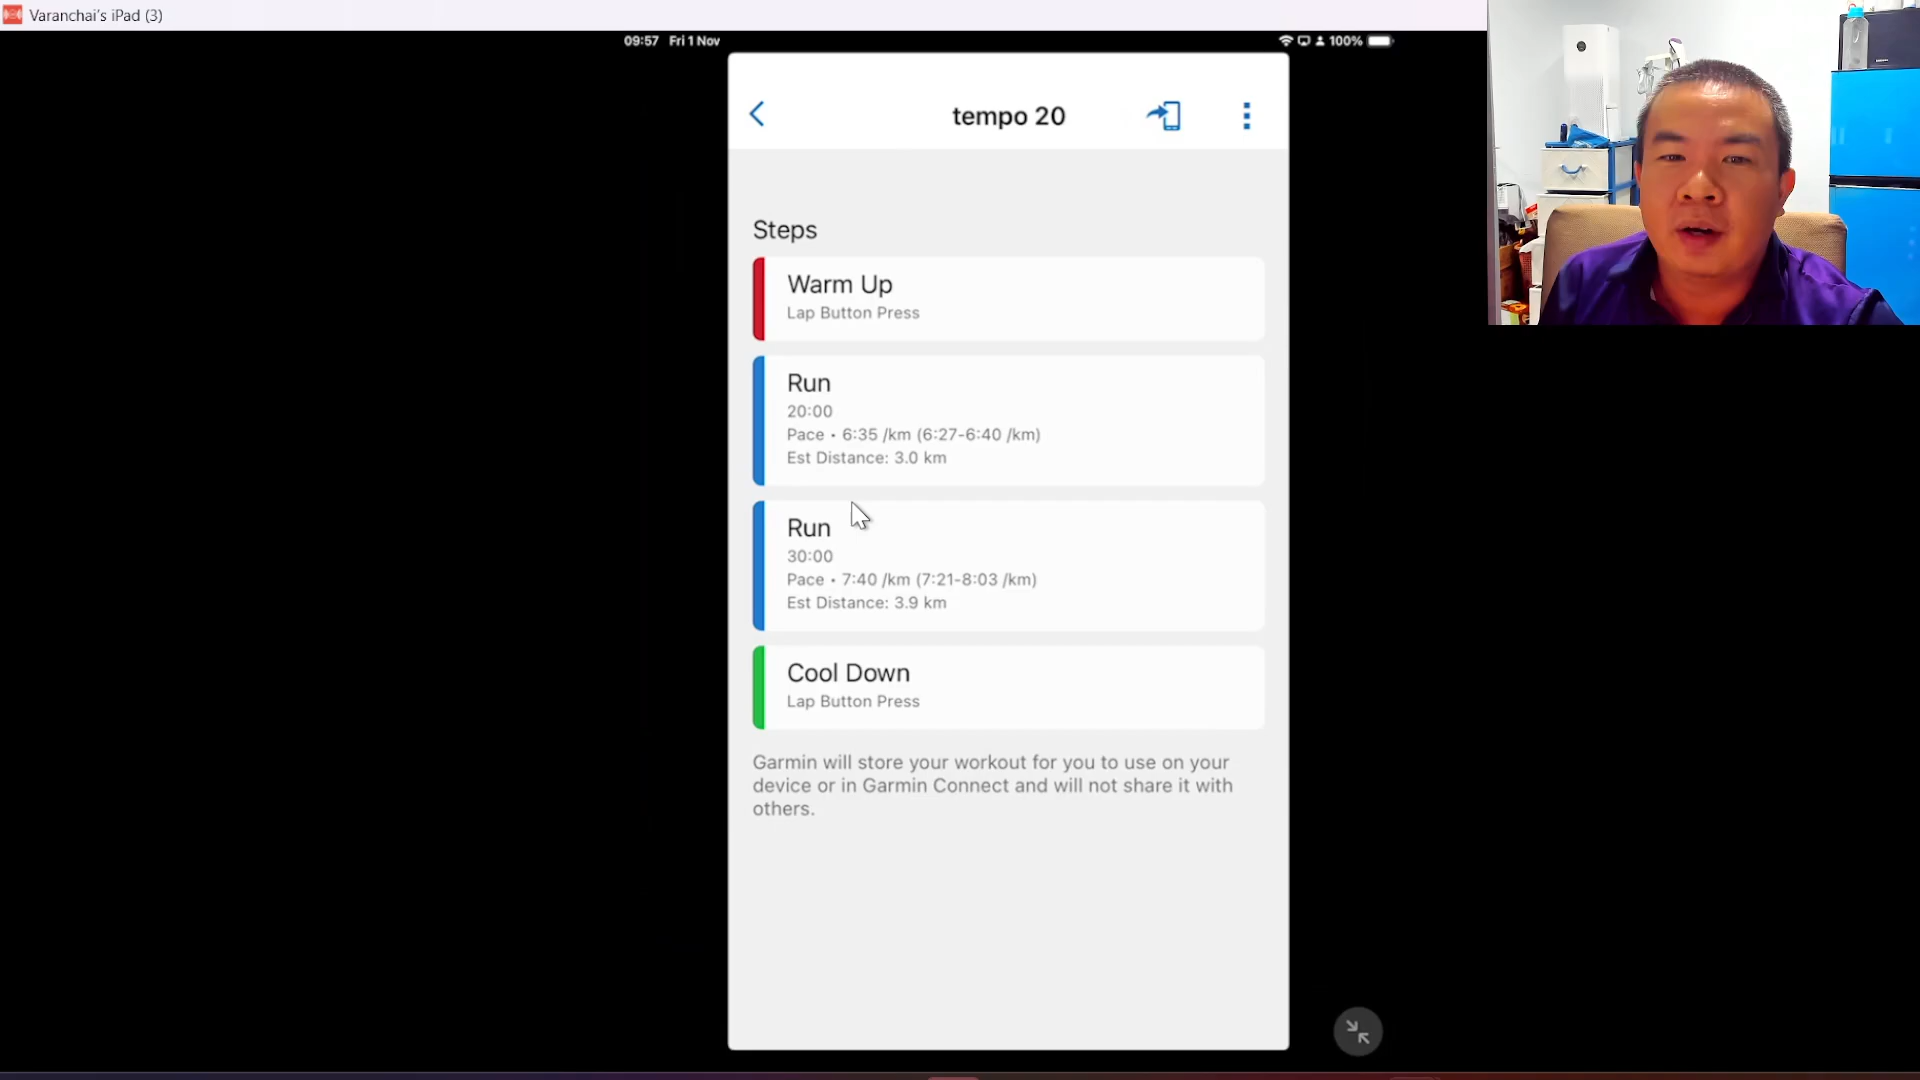 Varanchai's iPad (3)
09:57 Fri 1 Nov
100%
tempo 20
Steps
Warm Up
Lap Button Press
Run
20:00
Pace • 6:35 /km (6:27-6:40 /km)
Est Distance: 3.0 km
Run
30:00
Pace • 7:40 /km (7:21-8:03 /km)
Est Distance: 3.9 km
Cool Down
Lap Button Press
Garmin will store your workout for you to use on your
device or in Garmin Connect and will not share it with
others.